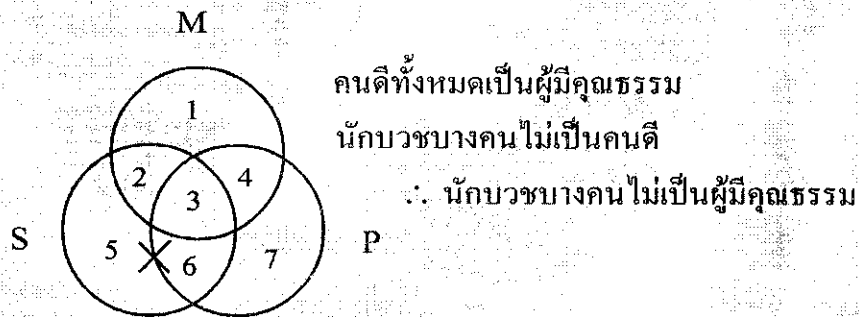 M
คนดีทั้งหมดเป็นผู้มีคุณธรรม
1
นักบวชบางคนไม่เป็นคนดี
2 3 4
∴ นักบวชบางคนไม่เป็นผู้มีคุณธรรม
S 5 6 7 P